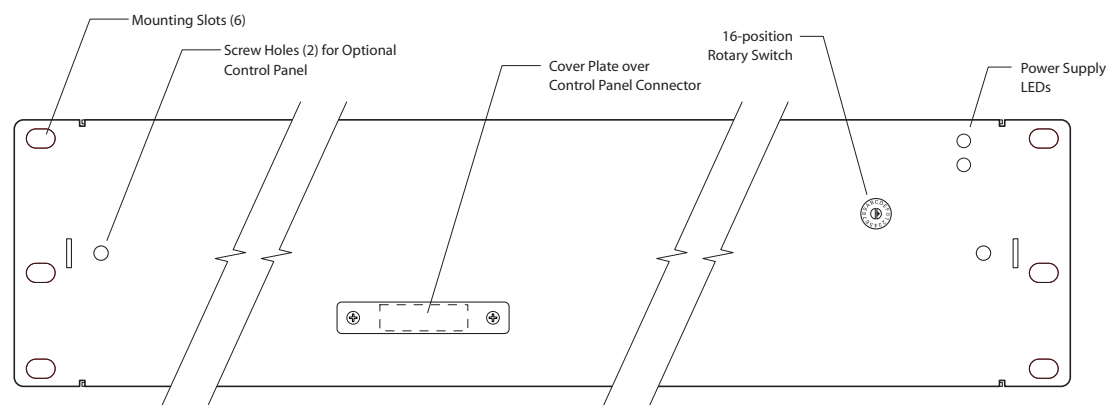 Mounting Slots (6)
Screw Holes (2) for Optional
Control Panel
Cover Plate over
Control Panel Connector
16-position
Rotary Switch
Power Supply
LEDs
0123456789ABCDEF